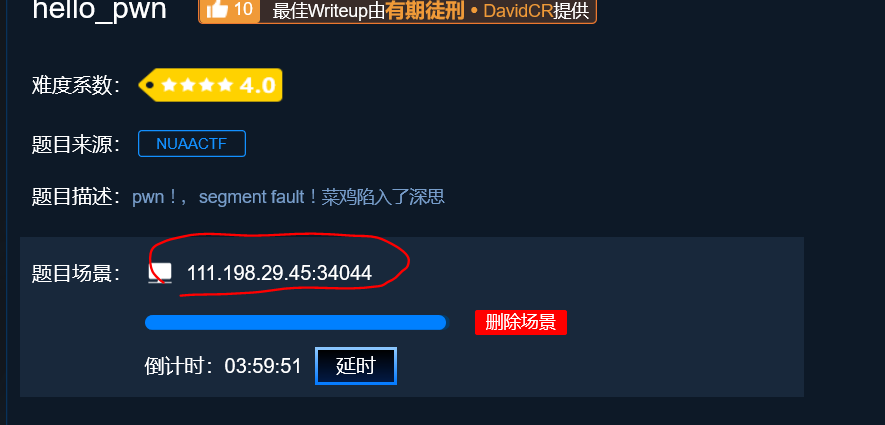 hello_pwn 10 最佳Writeup由有期徒刑 • DavidCR提供
难度系数： 4.0
题目来源： NUAACTF
题目描述：pwn！，segment fault！菜鸡陷入了深思
题目场景： 111.198.29.45:34044
删除场景
倒计时：03:59:51 延时